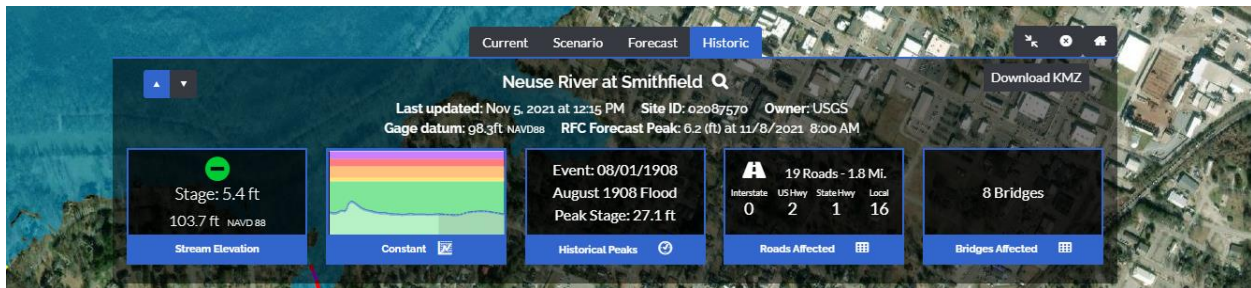 Current Scenario Forecast Historic
Neuse River at Smithfield
Download KMZ
Last updated: Nov 5, 2021 at 12:15 PM Site ID: 02087570 Owner: USGS
Gage datum: 98.3ft NAVD88 RFC Forecast Peak: 6.2 (ft) at 11/8/2021 8:00 AM
Stage: 5.4 ft
103.7 ft NAVD 88
Stream Elevation
Constant
Event: 08/01/1908
August 1908 Flood
Peak Stage: 27.1 ft
Historical Peaks
19 Roads - 1.8 Mi.
Interstate US Hwy State Hwy Local
0 2 1 16
Roads Affected
8 Bridges
Bridges Affected